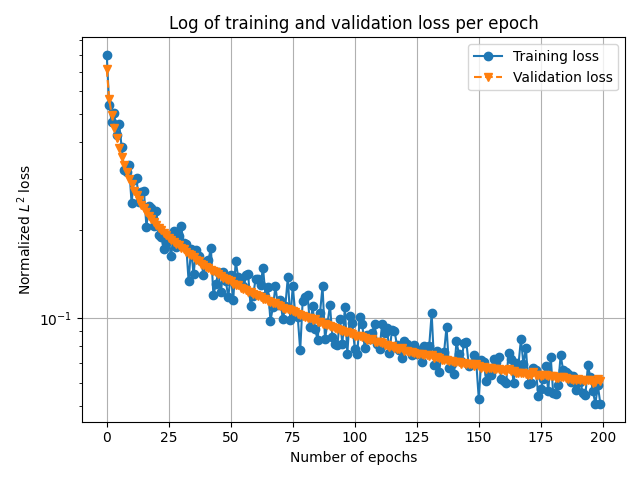 Log of training and validation loss per epoch
Training loss
Validation loss
Normalized L² loss
10⁻¹
0 25 50 75 100 125 150 175 200
Number of epochs